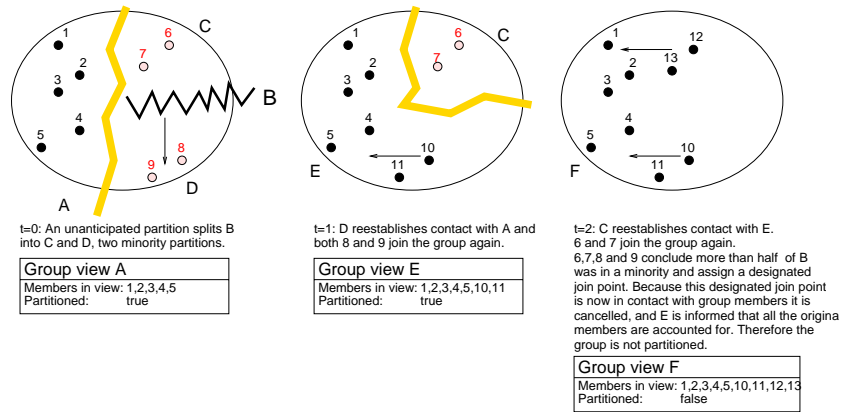 1
2
3
4
5
6
7
8
9
A
B
C
D
t=0: An unanticipated partition splits B
into C and D, two minority partitions.
Group view A
Members in view: 1,2,3,4,5
Partitioned: true
1
2
3
4
5
6
7
10
11
C
E
t=1: D reestablishes contact with A and
both 8 and 9 join the group again.
Group view E
Members in view: 1,2,3,4,5,10,11
Partitioned: true
1
2
3
4
5
12
13
10
11
F
t=2: C reestablishes contact with E.
6 and 7 join the group again.
6,7,8 and 9 conclude more than half of B
was in a minority and assign a designated
join point. Because this designated join point
is now in contact with group members it is
cancelled, and E is informed that all the origina
members are accounted for. Therefore the
group is not partitioned.
Group view F
Members in view: 1,2,3,4,5,10,11,12,13
Partitioned: false